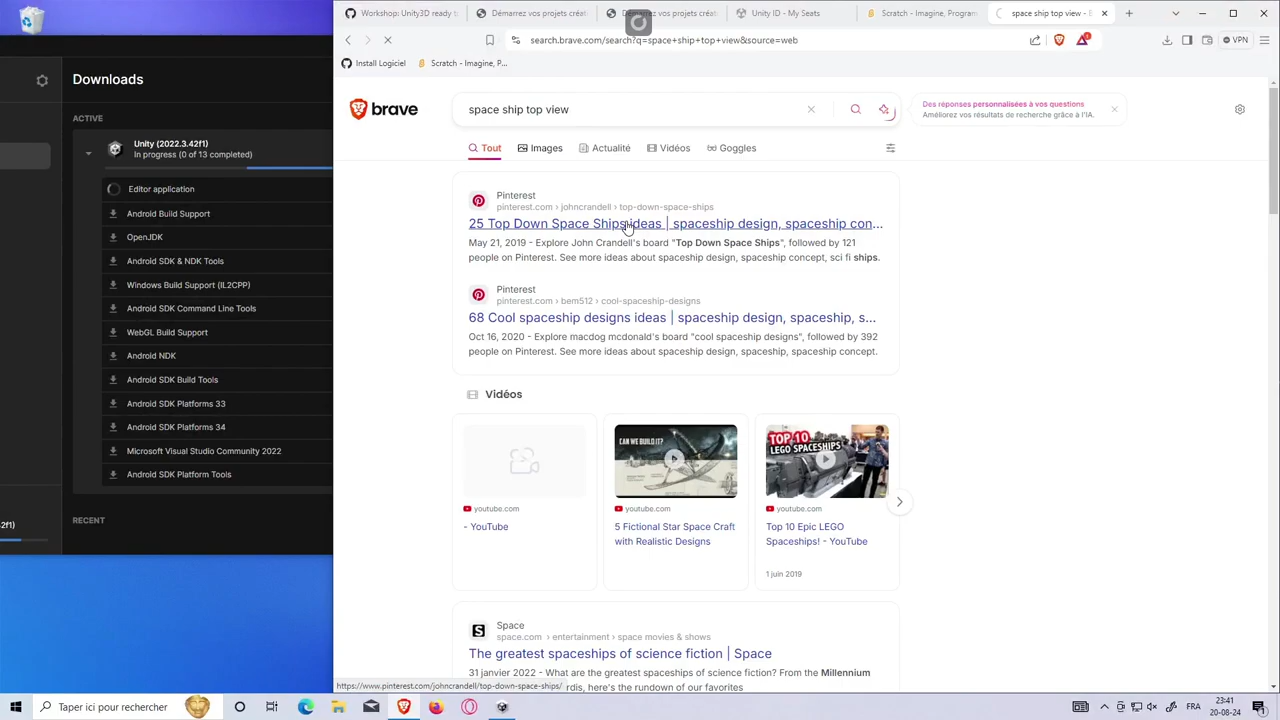 Workshop: Unity3D ready t
Démarrez vos projets créat
Démarrez vos projets créat
Unity ID - My Seats
Scratch - Imagine, Program
space ship top view - B
search.brave.com/search?q=space+ship+top+view&source=web
VPN
Install Logiciel
Scratch - Imagine, P...
Downloads
ACTIVE
Unity (2022.3.42f1)
In progress (0 of 13 completed)
Editor application
Android Build Support
OpenJDK
Android SDK & NDK Tools
Windows Build Support (IL2CPP)
Android SDK Command Line Tools
WebGL Build Support
Android NDK
Android SDK Build Tools
Android SDK Platforms 33
Android SDK Platforms 34
Microsoft Visual Studio Community 2022
Android SDK Platform Tools
RECENT
2f1)
brave
space ship top view
Des réponses personnalisées à vos questions
Améliorez vos résultats de recherche grâce à l'IA.
Tout
Images
Actualité
Vidéos
Goggles
Pinterest
pinterest.com › johncrandell › top-down-space-ships
25 Top Down Space Ships ideas | spaceship design, spaceship con...
May 21, 2019 - Explore John Crandell's board "Top Down Space Ships", followed by 121
people on Pinterest. See more ideas about spaceship design, spaceship concept, sci fi ships.
Pinterest
pinterest.com › bem512 › cool-spaceship-designs
68 Cool spaceship designs ideas | spaceship design, spaceship, s...
Oct 16, 2020 - Explore macdog mcdonald's board "cool spaceship designs", followed by 392
people on Pinterest. See more ideas about spaceship design, spaceship, spaceship concept.
Vidéos
CAN WE BUILD IT?
TOP 10
LEGO
SPACESHIPS
youtube.com
- YouTube
youtube.com
5 Fictional Star Space Craft
with Realistic Designs
youtube.com
Top 10 Epic LEGO
Spaceships! - YouTube
1 juin 2019
Space
space.com › entertainment › space movies & shows
The greatest spaceships of science fiction | Space
31 janvier 2022 - What are the greatest spaceships of science fiction? From the Millennium
rdis, here's the rundown of our favorites
https://www.pinterest.com/johncrandell/top-down-space-ships/
Taper ici pour rechercher
FRA
23:41
20-08-24
1